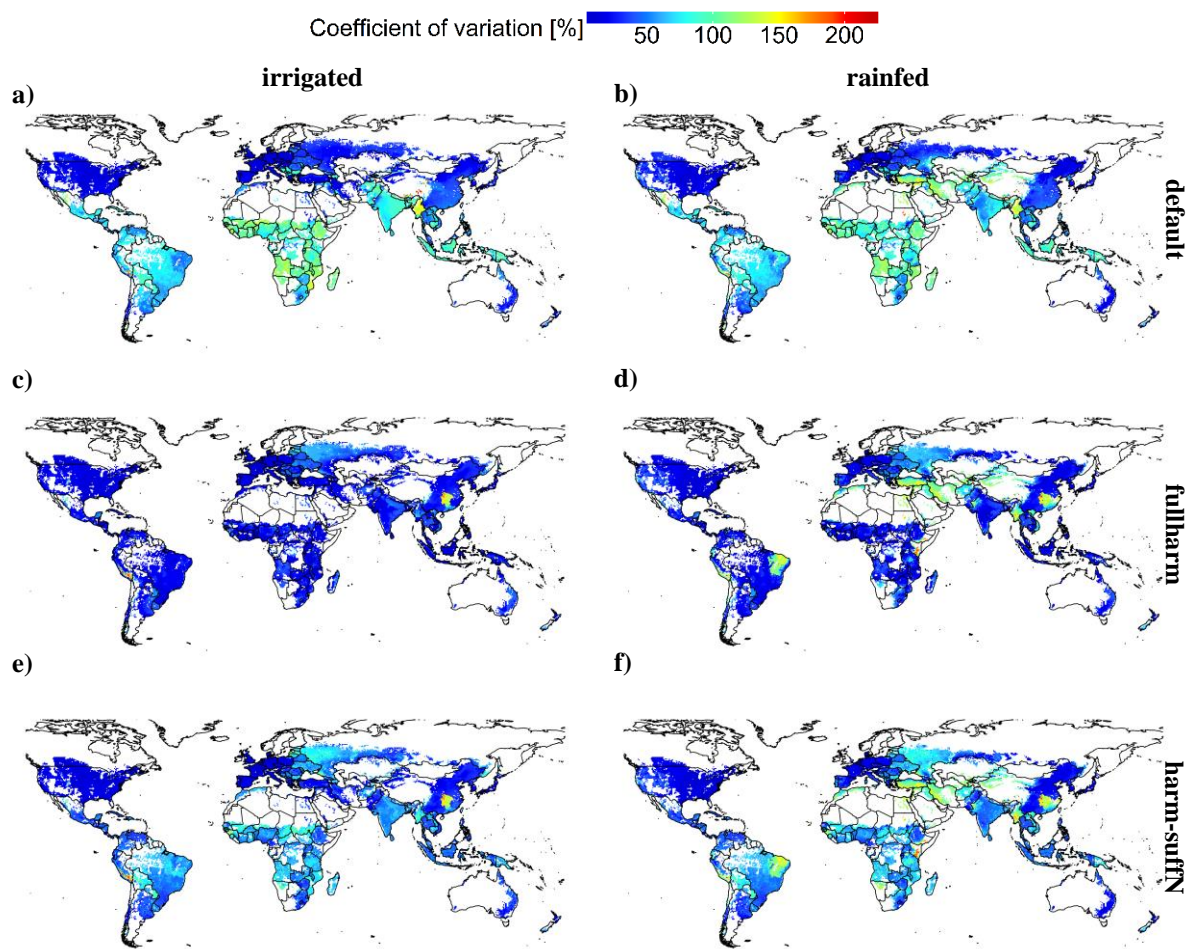 Coefficient of variation [%]
50 100 150 200
irrigated rainfed
a) b)
default
c) d)
fullharm
e) f)
harm-suffN